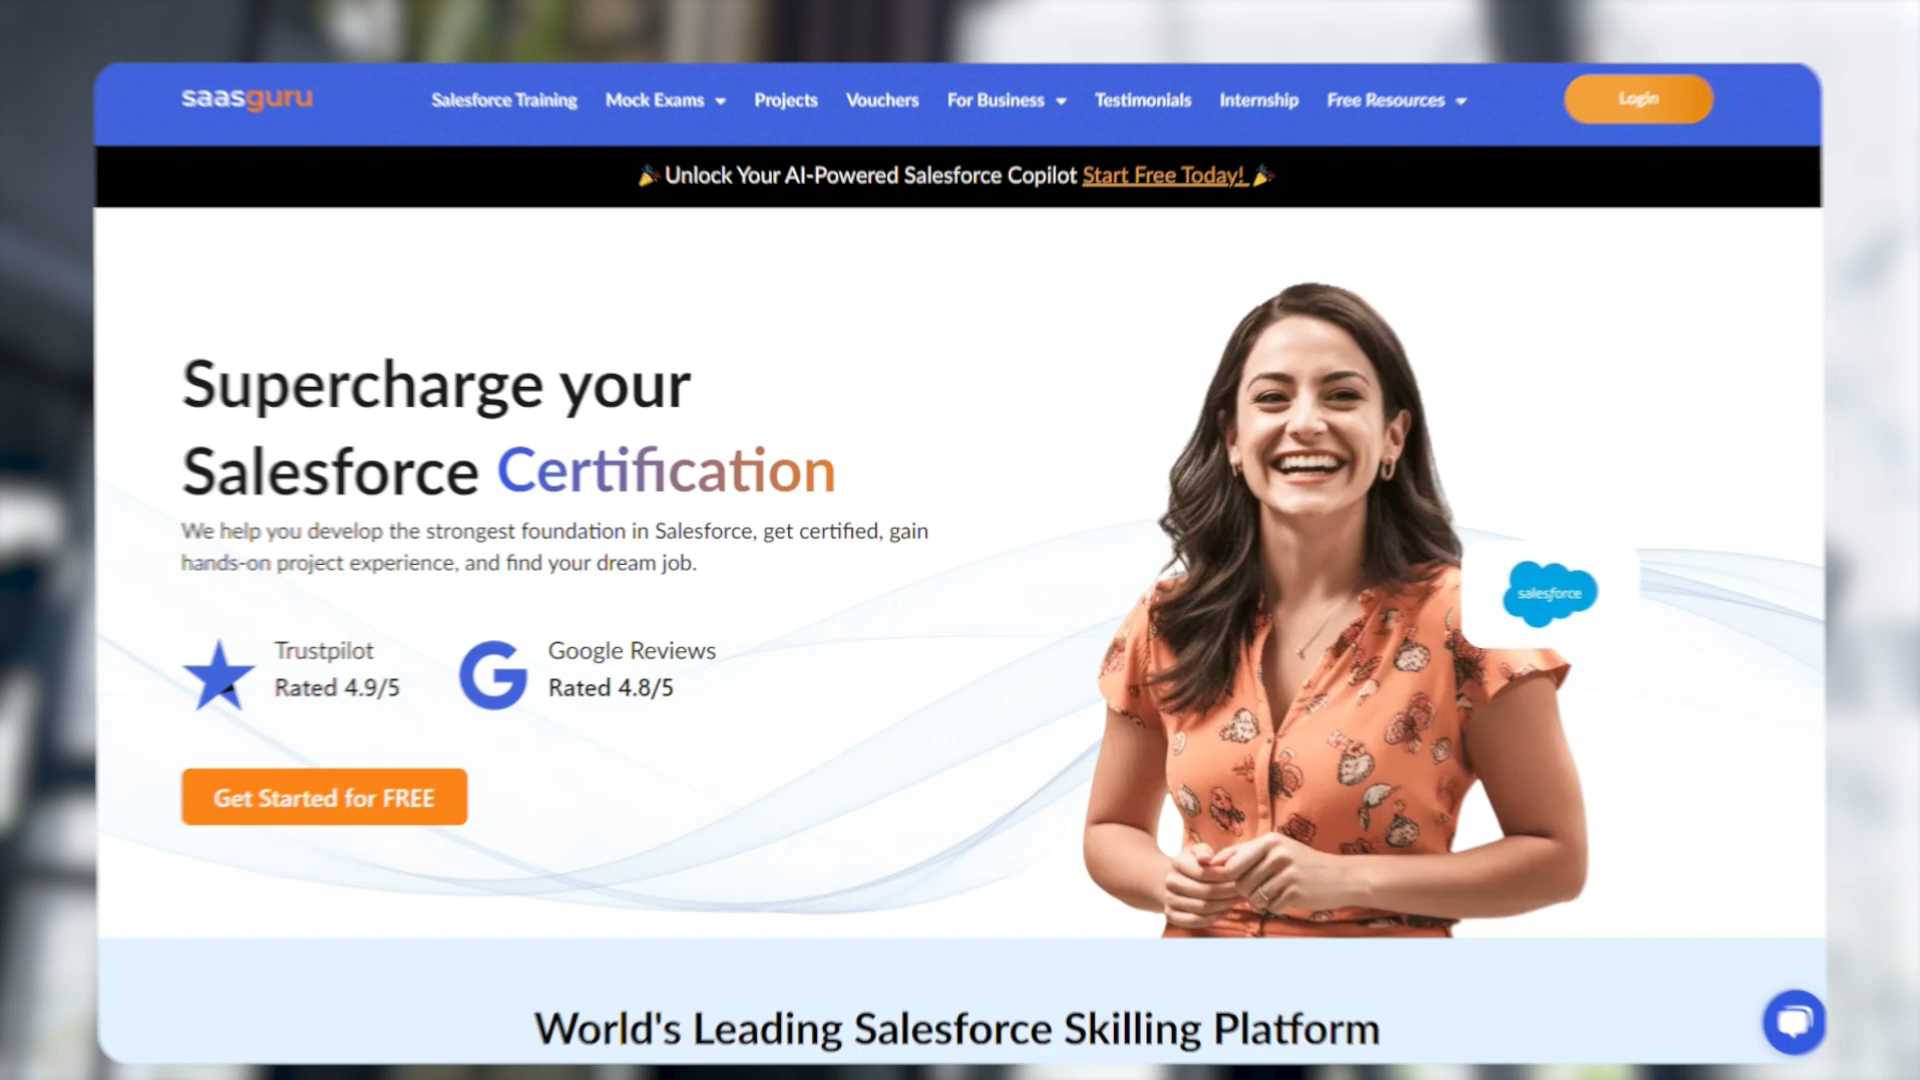 saasguru
Salesforce Training Mock Exams Projects Vouchers For Business Testimonials Internship Free Resources Login
Unlock Your AI-Powered Salesforce Copilot Start Free Today!
Supercharge your
Salesforce Certification
We help you develop the strongest foundation in Salesforce, get certified, gain
hands-on project experience, and find your dream job.
Trustpilot
Rated 4.9/5
Google Reviews
Rated 4.8/5
Get Started for FREE
salesforce
World's Leading Salesforce Skilling Platform